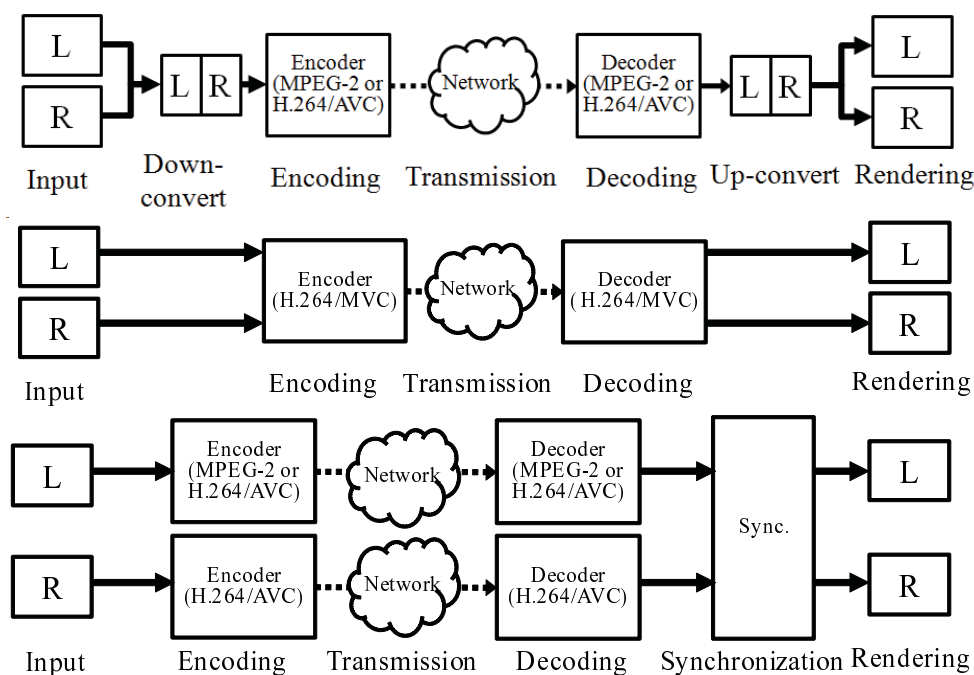 L
R
Input
L R
Down-
convert
Encoder
(MPEG-2 or
H.264/AVC)
Encoding
Network
Transmission
Decoder
(MPEG-2 or
H.264/AVC)
Decoding
L R
Up-convert
L
R
Rendering
L
R
Input
Encoder
(H.264/MVC)
Encoding
Network
Transmission
Decoder
(H.264/MVC)
Decoding
L
R
Rendering
L
R
Input
Encoder
(MPEG-2 or
H.264/AVC)
Encoder
(H.264/AVC)
Encoding
Network
Network
Transmission
Decoder
(MPEG-2 or
H.264/AVC)
Decoder
(H.264/AVC)
Decoding
Sync.
Synchronization
L
R
Rendering